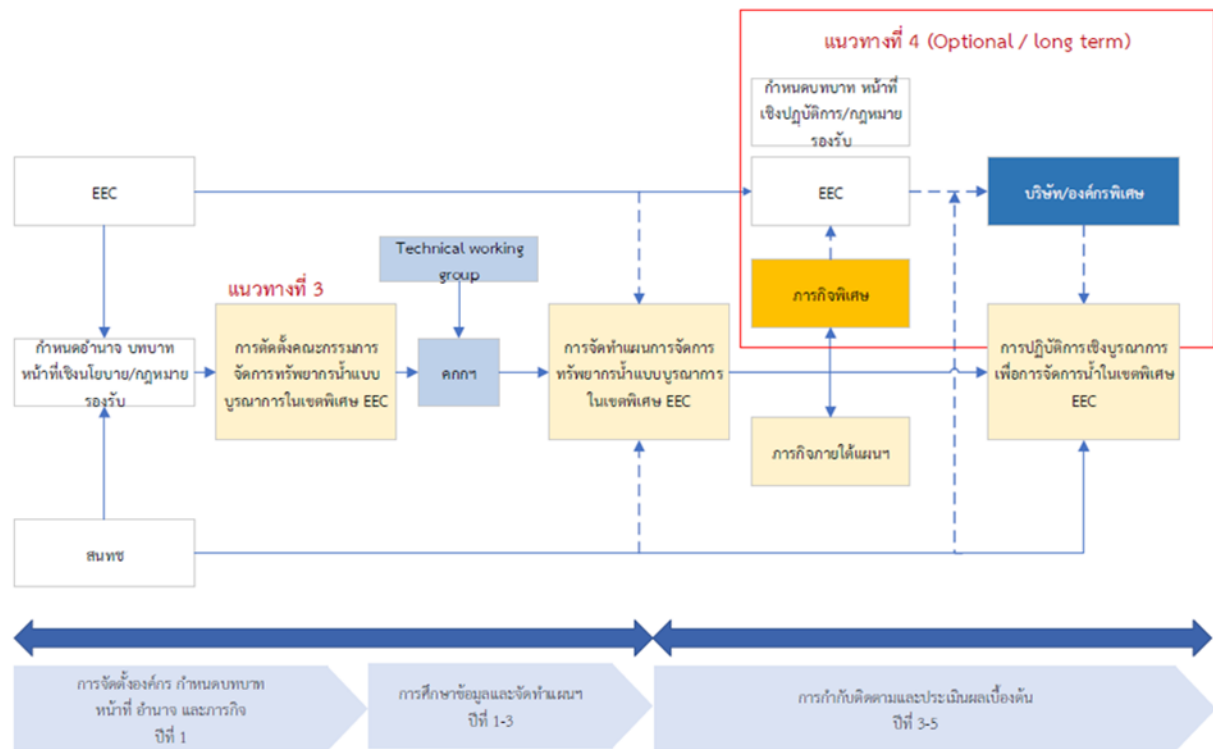 แนวทางที่ 4 (Optional / long term)
กำหนดบทบาท หน้าที่
เชิงปฏิบัติการ/กฎหมาย
รองรับ
EEC
EEC
บริษัท/องค์กรพิเศษ
Technical working
group
แนวทางที่ 3
ภารกิจพิเศษ
กำหนดอำนาจ บทบาท
หน้าที่เชิงนโยบาย/กฎหมาย
รองรับ
การตัดตั้งคณะกรรมการ
จัดการทรัพยากรน้ำแบบ
บูรณาการในเขตพิเศษ EEC
คกกฯ
การจัดทำแผนการจัดการ
ทรัพยากรน้ำแบบบูรณาการ
ในเขตพิเศษ EEC
การปฏิบัติการเชิงบูรณาการ
เพื่อการจัดการน้ำในเขตพิเศษ
EEC
ภารกิจภายใต้แผนฯ
สนทช
การจัดตั้งองค์กร กำหนดบทบาท
หน้าที่ อำนาจ และภารกิจ
ปีที่ 1
การศึกษาข้อมูลและจัดทำแผนฯ
ปีที่ 1-3
การกำกับติดตามและประเมินผลเบื้องต้น
ปีที่ 3-5